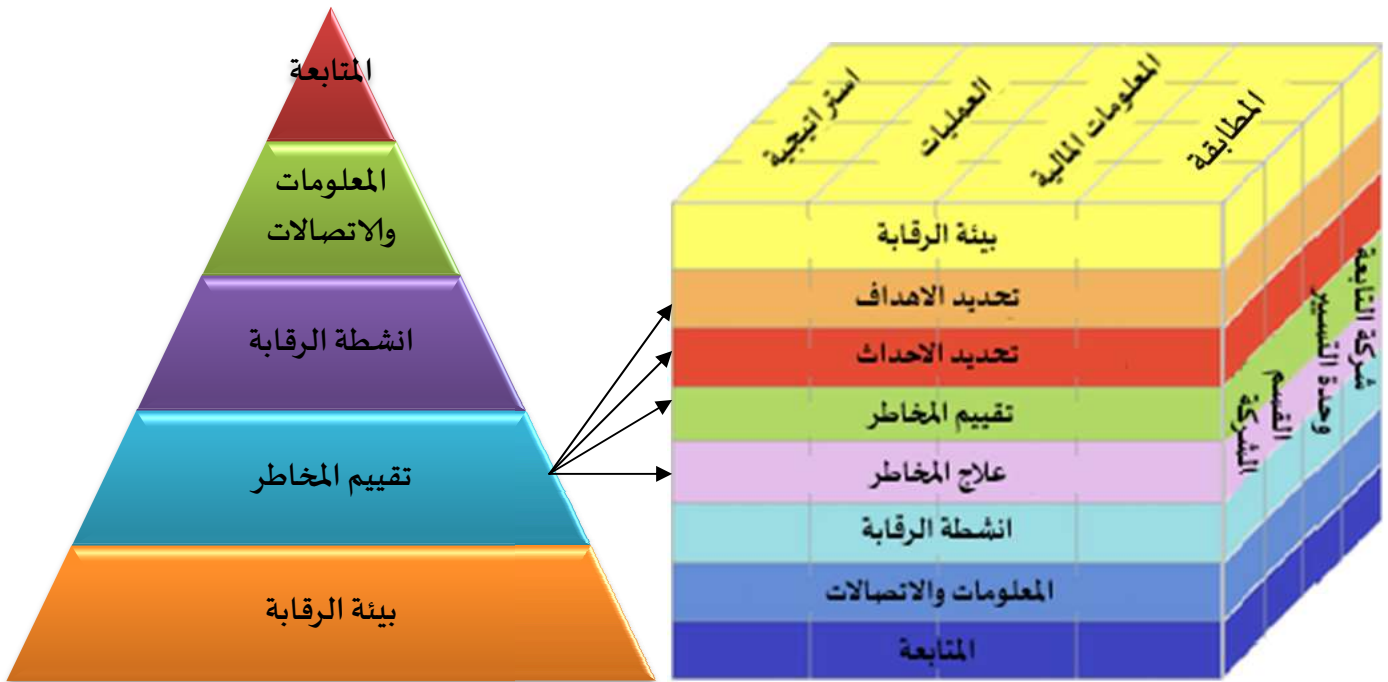 المتابعة
المعلومات
والاتصالات
انشطة الرقابة
تقييم المخاطر
بيئة الرقابة
استراتيجية
العمليات
المعلومات المالية
المطابقة
بيئة الرقابة
تحديد الاهداف
تحديد الاحداث
تقييم المخاطر
علاج المخاطر
انشطة الرقابة
المعلومات والاتصالات
المتابعة
شركة التابعة
وحدة التسيير
القسم
الشركة